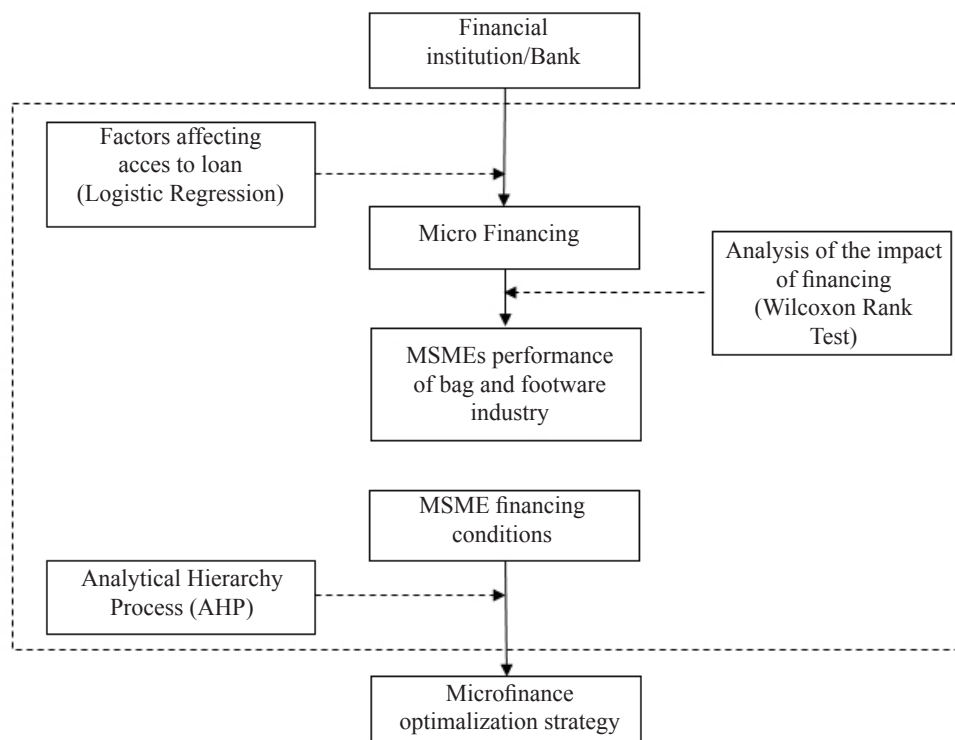 Financial
institution/Bank
Factors affecting
acces to loan
(Logistic Regression)
Micro Financing
Analysis of the impact
of financing
(Wilcoxon Rank
Test)
MSMEs performance
of bag and footware
industry
MSME financing
conditions
Analytical Hierarchy
Process (AHP)
Microfinance
optimalization strategy